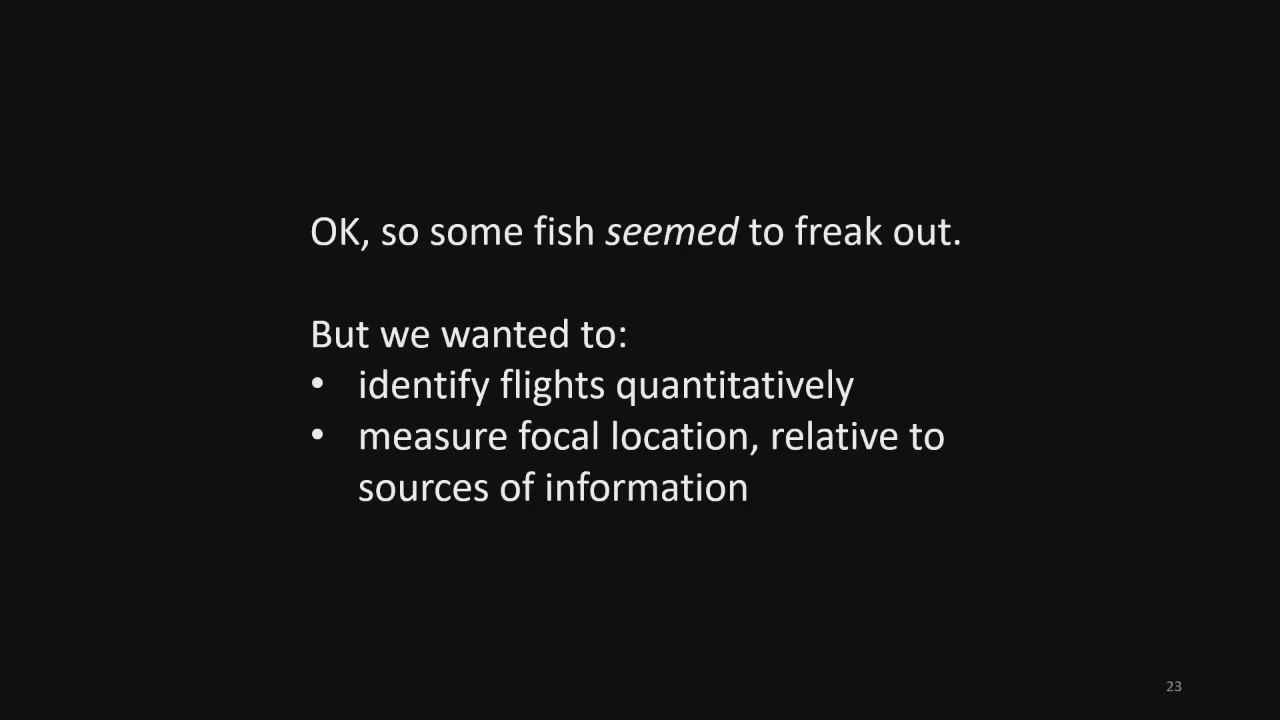 OK, so some fish seemed to freak out.
But we wanted to:
• identify flights quantitatively
• measure focal location, relative to
sources of information
23